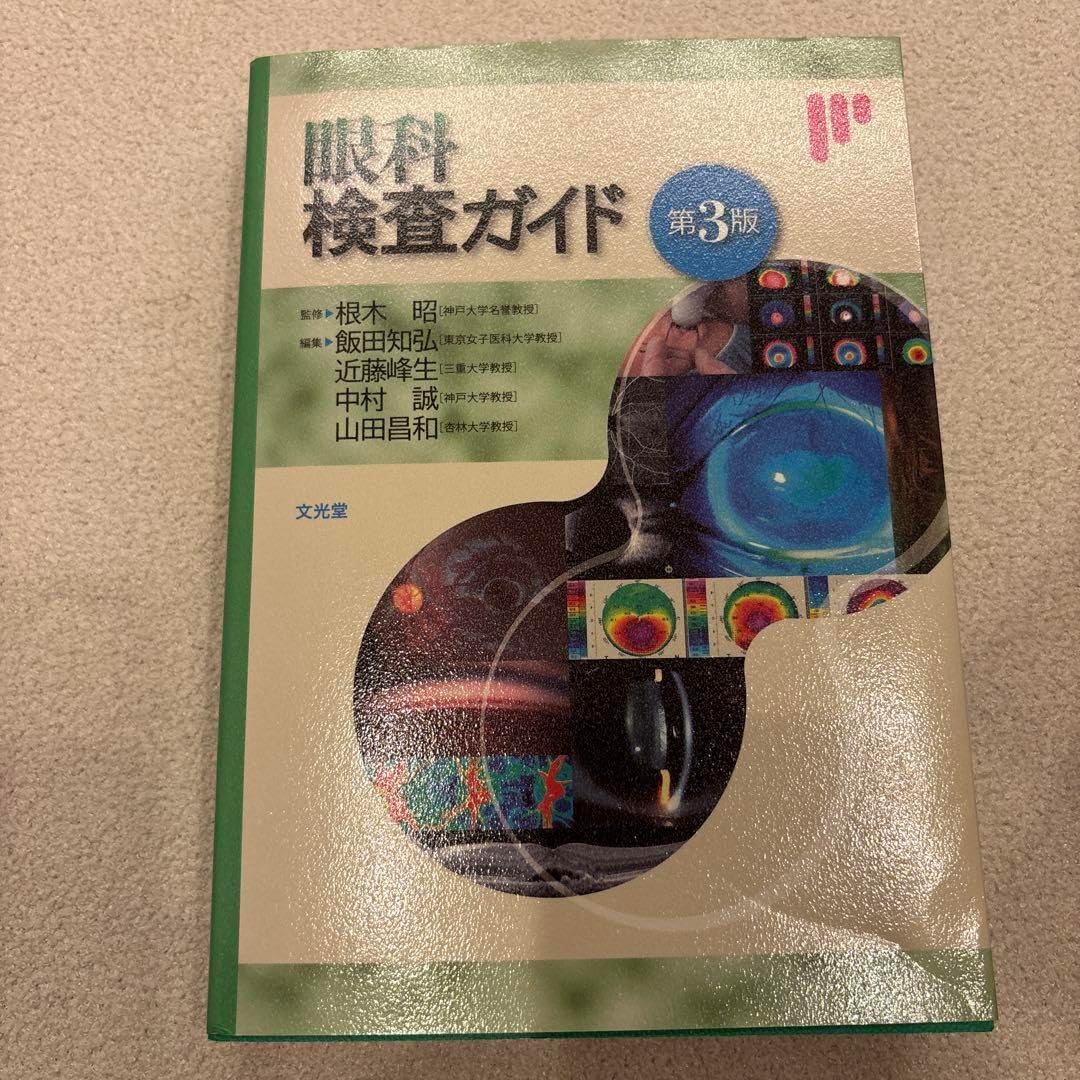 眼科
検査ガイド
第3版
監修▶根木 昭[神戸大学名誉教授]
編集▶飯田知弘[東京女子医科大学教授]
近藤峰生[三重大学教授]
中村 誠[神戸大学教授]
山田昌和[杏林大学教授]
文光堂